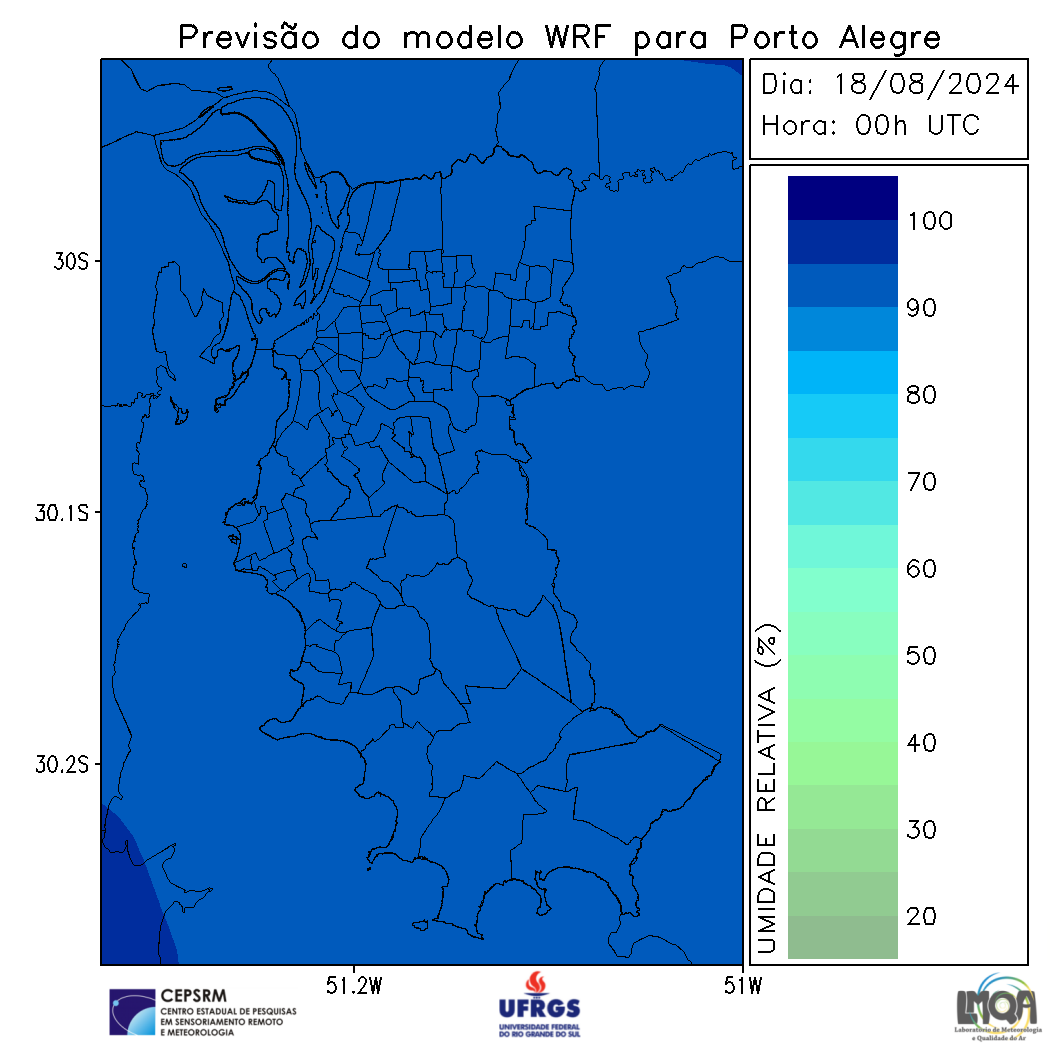 Previsão do modelo WRF para Porto Alegre
Dia: 18/08/2024
Hora: 00h UTC
30S
30.1S
30.2S
51.2W
51W
UMIDADE RELATIVA (%)
100
90
80
70
60
50
40
30
20
CEPSRM
CENTRO ESTADUAL DE PESQUISAS
EM SENSORIAMENTO REMOTO
E METEOROLOGIA
UFRGS
UNIVERSIDADE FEDERAL
DO RIO GRANDE DO SUL
LMQA
Laboratório de Meteorologia
e Qualidade do Ar